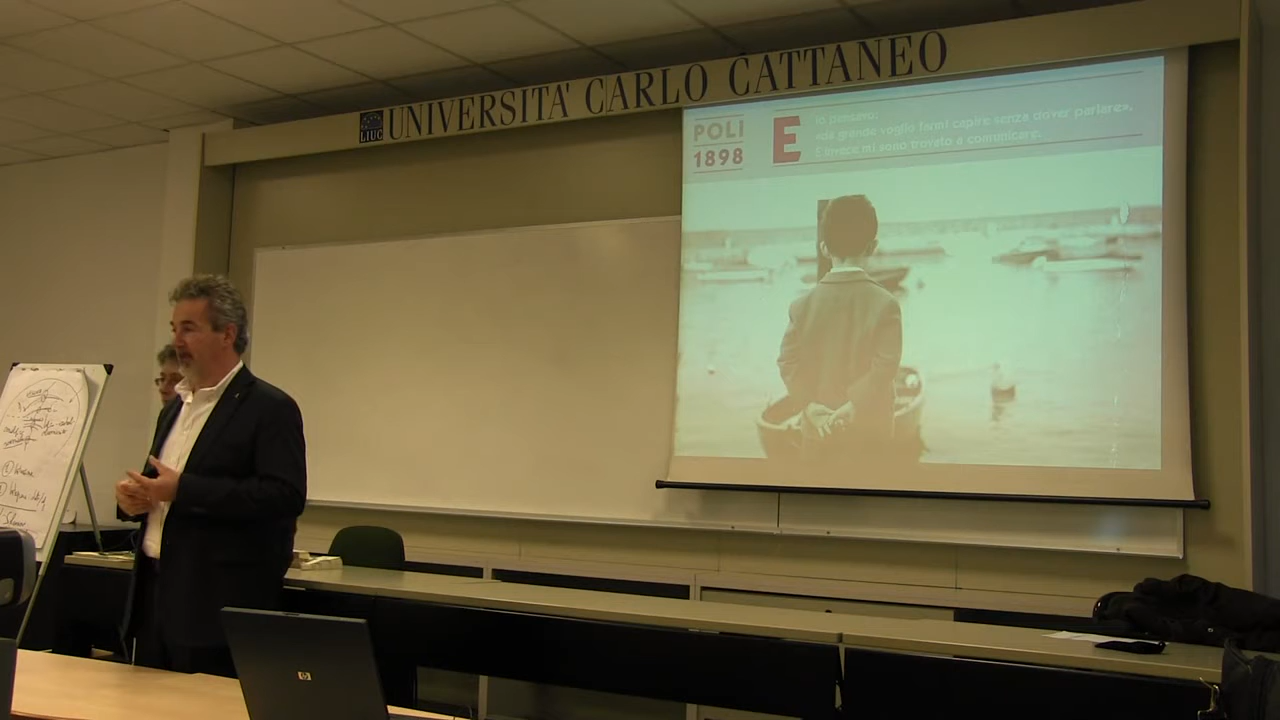 LIUC UNIVERSITA' CARLO CATTANEO
POLI
1898
E
Io pensavo:
«da grande voglio farmi capire senza dover parlare».
E invece mi sono trovato a comunicare.
hp